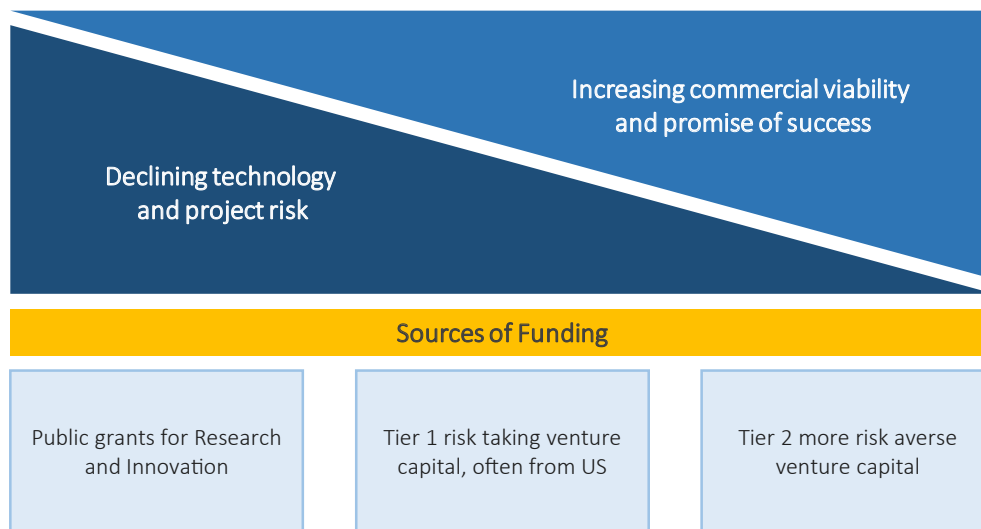 Increasing commercial viability
and promise of success
Declining technology
and project risk
Sources of Funding
Public grants for Research
and Innovation
Tier 1 risk taking venture
capital, often from US
Tier 2 more risk averse
venture capital